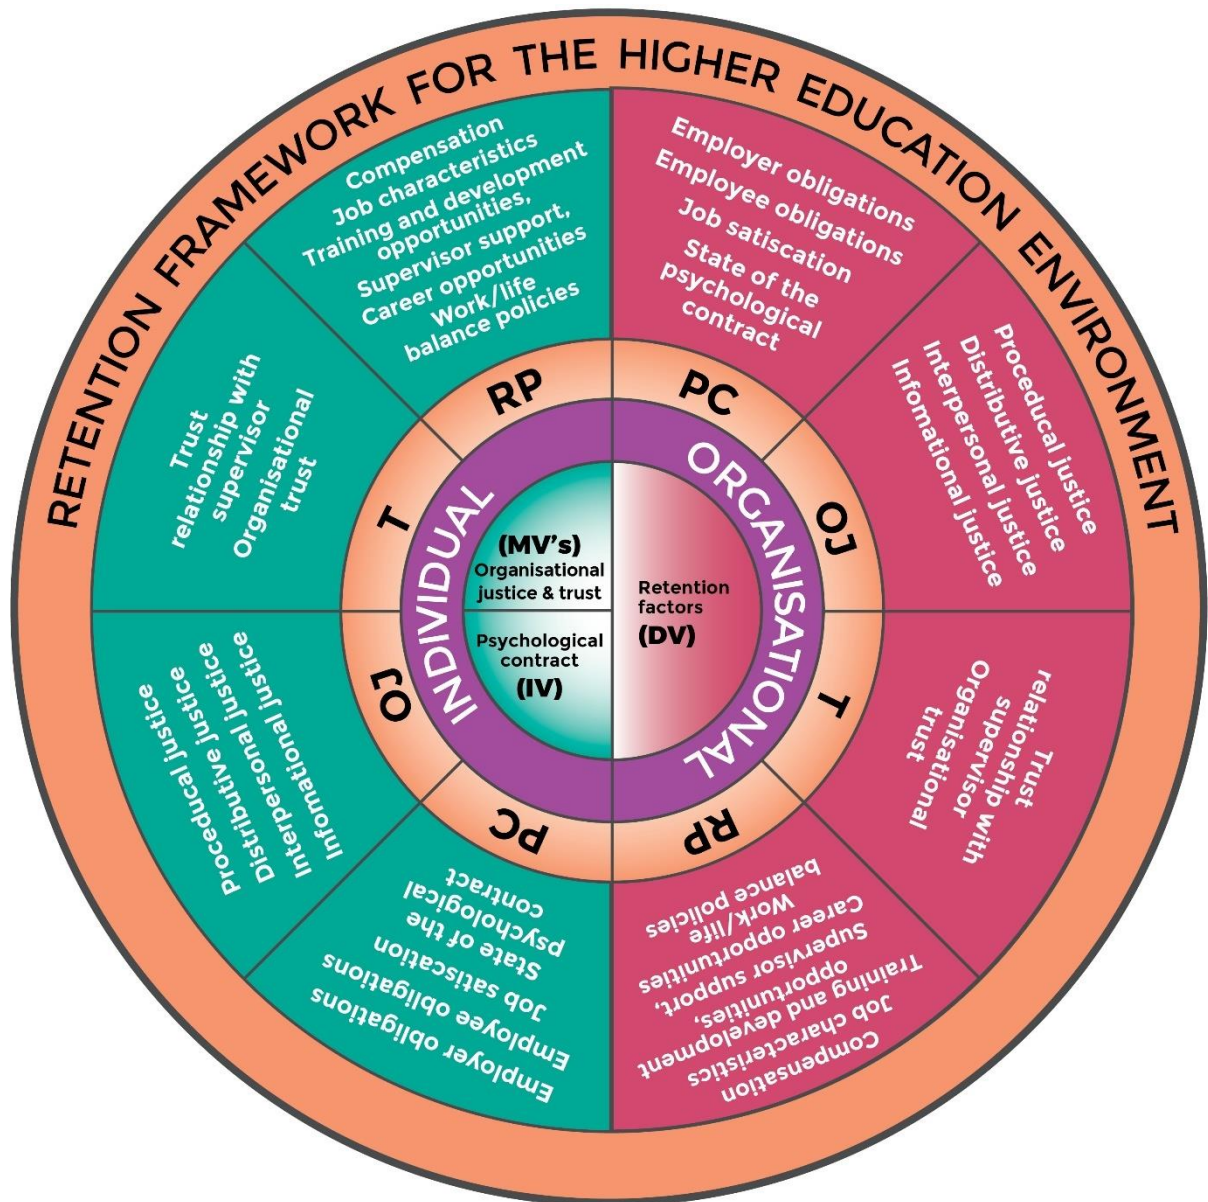 RETENTION FRAMEWORK FOR THE HIGHER EDUCATION ENVIRONMENT
Compensation
Job characteristics
Training and development
opportunities,
Supervisor support,
Career opportunities
Work/life
balance policies
RP
Employer obligations
Employee obligations
Job satiscation
State of the
psychological
contract
PC
Proceducal justice
Distributive justice
Interpersonal justice
Infomational justice
OJ
Trust
relationship with
supervisor
Organisational
trust
T
Compensation
Job characteristics
Training and development
opportunities,
Supervisor support,
Career opportunities
Work/life
balance policies
RP
Employer obligations
Employee obligations
Job satiscation
State of the
psychological
contract
PC
Proceducal justice
Distributive justice
Interpersonal justice
Infomational justice
OJ
Trust
relationship with
supervisor
Organisational
trust
T
INDIVIDUAL
ORGANISATIONAL
(MV's)
Organisational
justice & trust
Psychological
contract
(IV)
Retention
factors
(DV)